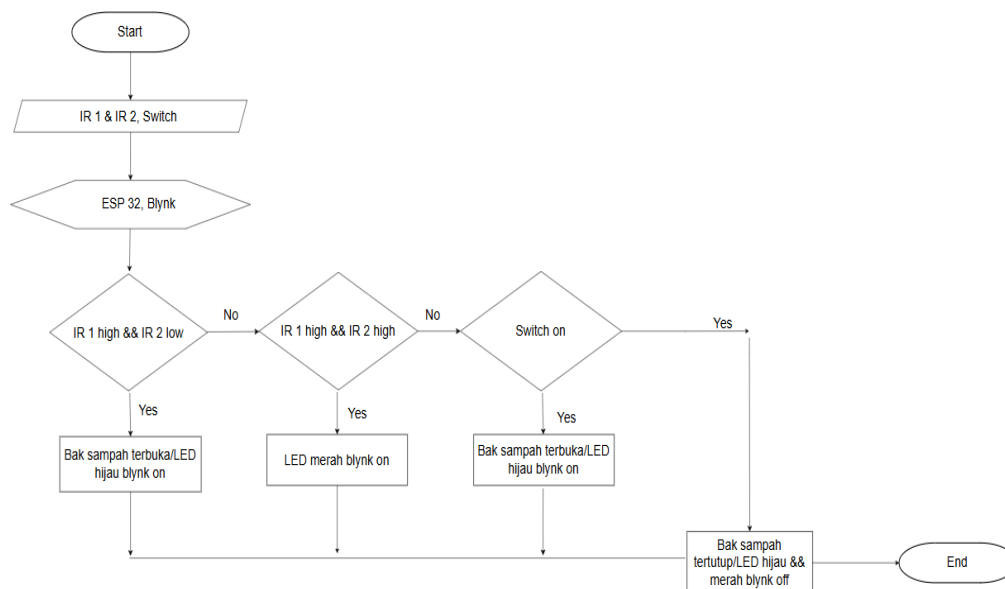 Start
IR 1 & IR 2, Switch
ESP 32, Blynk
IR 1 high && IR 2 low
No
IR 1 high && IR 2 high
No
Switch on
Yes
Yes
Yes
Yes
Bak sampah terbuka/LED
hijau blynk on
LED merah blynk on
Bak sampah terbuka/LED
hijau blynk on
Bak sampah
tertutup/LED hijau &&
merah blynk off
End